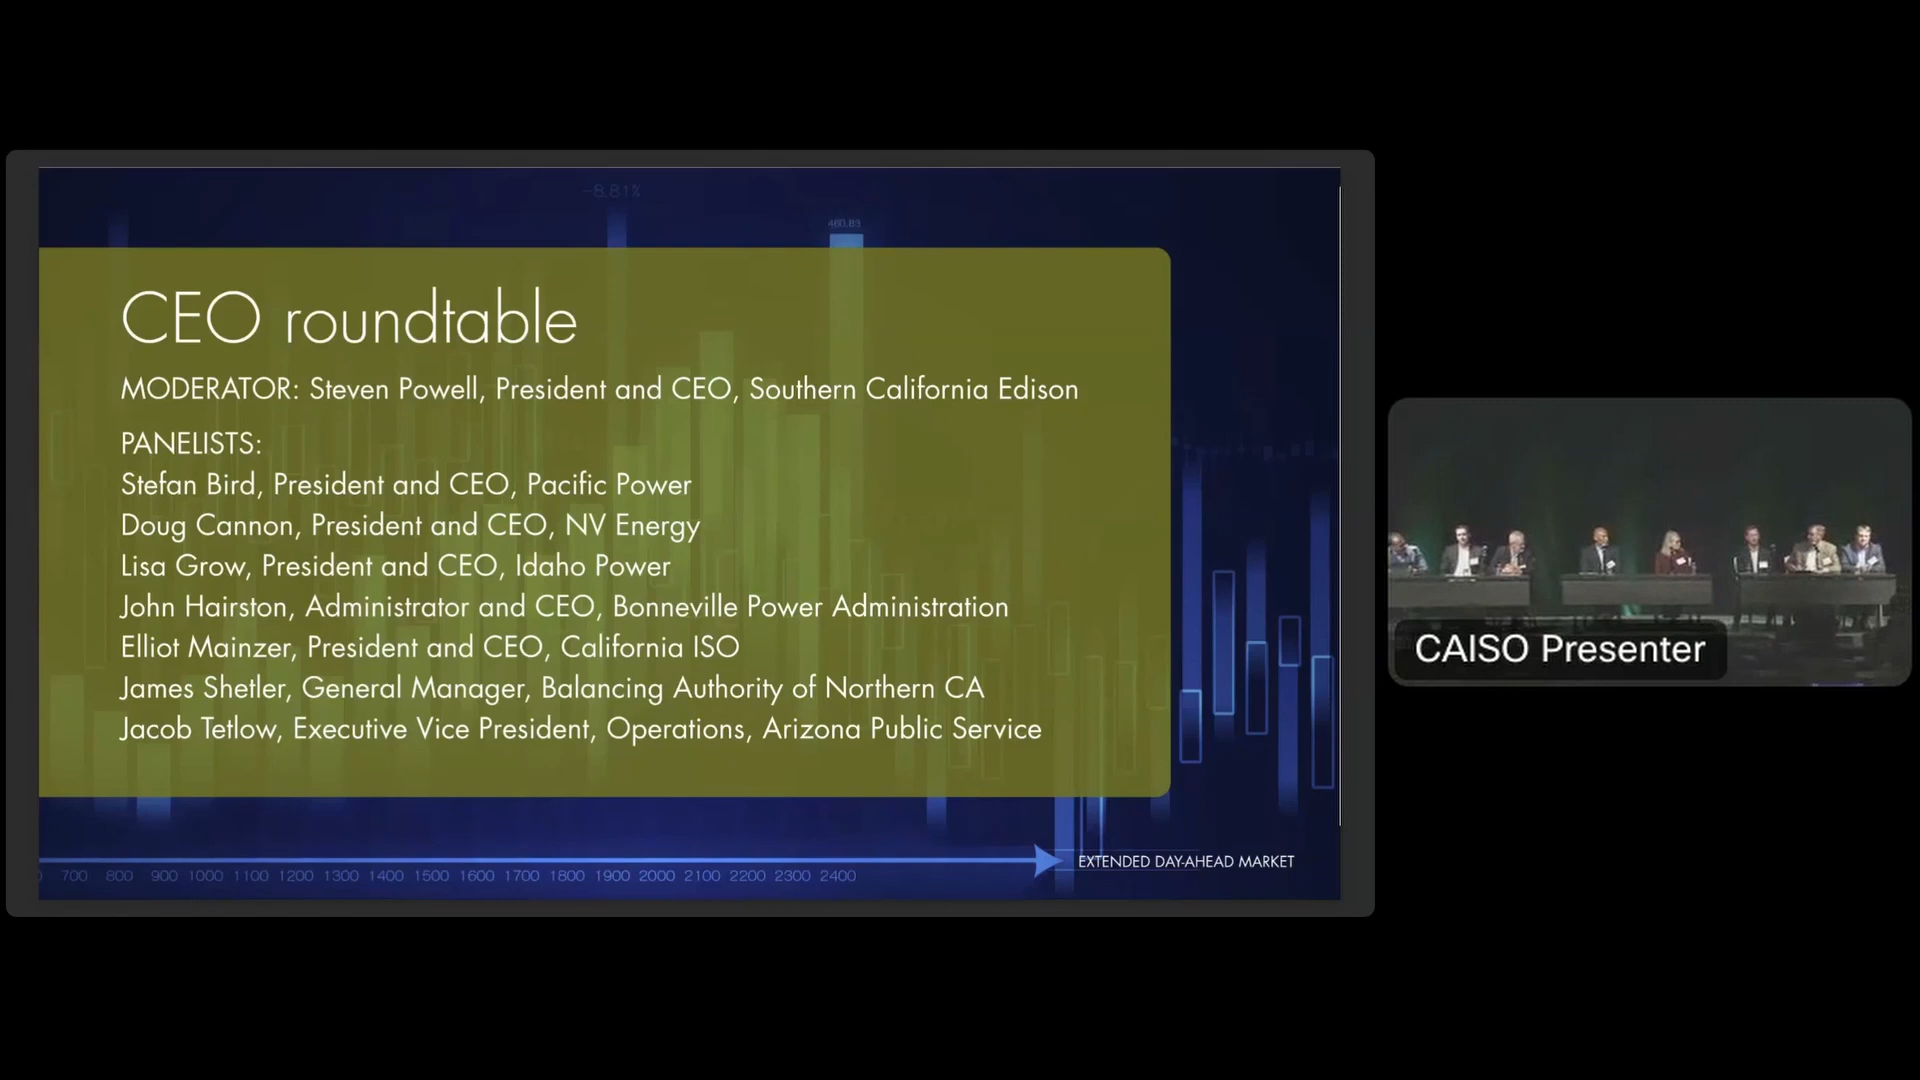 -8.81%
460.83
CEO roundtable
MODERATOR: Steven Powell, President and CEO, Southern California Edison
PANELISTS:
Stefan Bird, President and CEO, Pacific Power
Doug Cannon, President and CEO, NV Energy
Lisa Grow, President and CEO, Idaho Power
John Hairston, Administrator and CEO, Bonneville Power Administration
Elliot Mainzer, President and CEO, California ISO
James Shetler, General Manager, Balancing Authority of Northern CA
Jacob Tetlow, Executive Vice President, Operations, Arizona Public Service
EXTENDED DAY-AHEAD MARKET
700 800 900 1000 1100 1200 1300 1400 1500 1600 1700 1800 1900 2000 2100 2200 2300 2400
CAISO Presenter